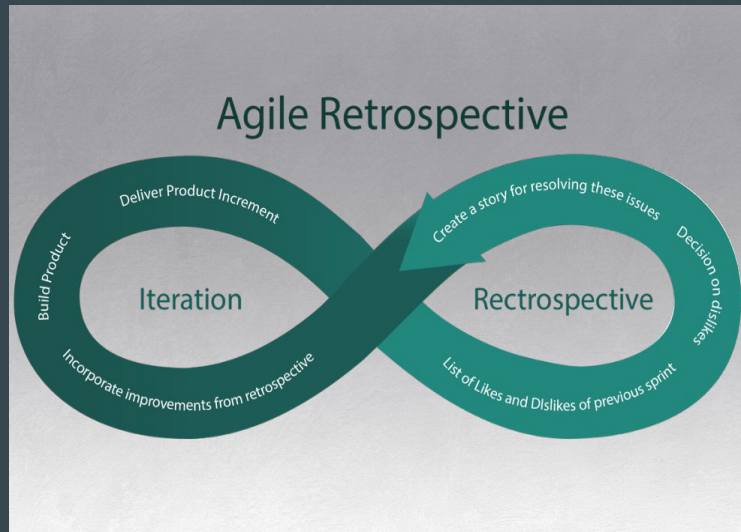 Agile Retrospective
Deliver Product Increment
Build Product
Iteration
Incorporate improvements from retrospective
Create a story for resolving these issues
Decision on dislikes
Rectrospective
List of Likes and DIslikes of previous sprint